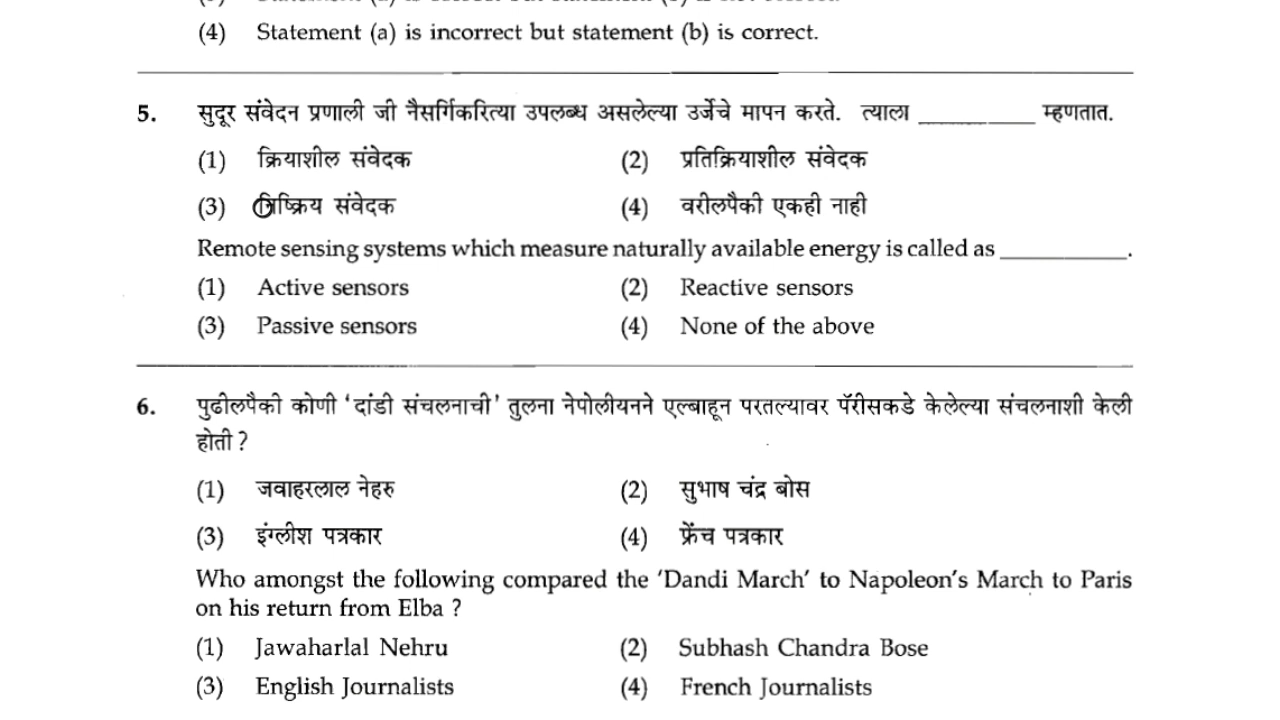 (4) Statement (a) is incorrect but statement (b) is correct.
5. सुदूर संवेदन प्रणाली जी नैसर्गिकरित्या उपलब्ध असलेल्या उर्जेचे मापन करते. त्याला __________ म्हणतात.
(1) क्रियाशील संवेदक (2) प्रतिक्रियाशील संवेदक
(3) निष्क्रिय संवेदक (4) वरीलपैकी एकही नाही
Remote sensing systems which measure naturally available energy is called as __________.
(1) Active sensors (2) Reactive sensors
(3) Passive sensors (4) None of the above
6. पुढीलपैकी कोणी ‘दांडी संचलनाची’ तुलना नेपोलीयनने एल्बाहून परतल्यावर पॅरीसकडे केलेल्या संचलनाशी केली
होती ?
(1) जवाहरलाल नेहरु (2) सुभाष चंद्र बोस
(3) इंग्लीश पत्रकार (4) फ्रेंच पत्रकार
Who amongst the following compared the ‘Dandi March’ to Napoleon’s March to Paris
on his return from Elba ?
(1) Jawaharlal Nehru (2) Subhash Chandra Bose
(3) English Journalists (4) French Journalists